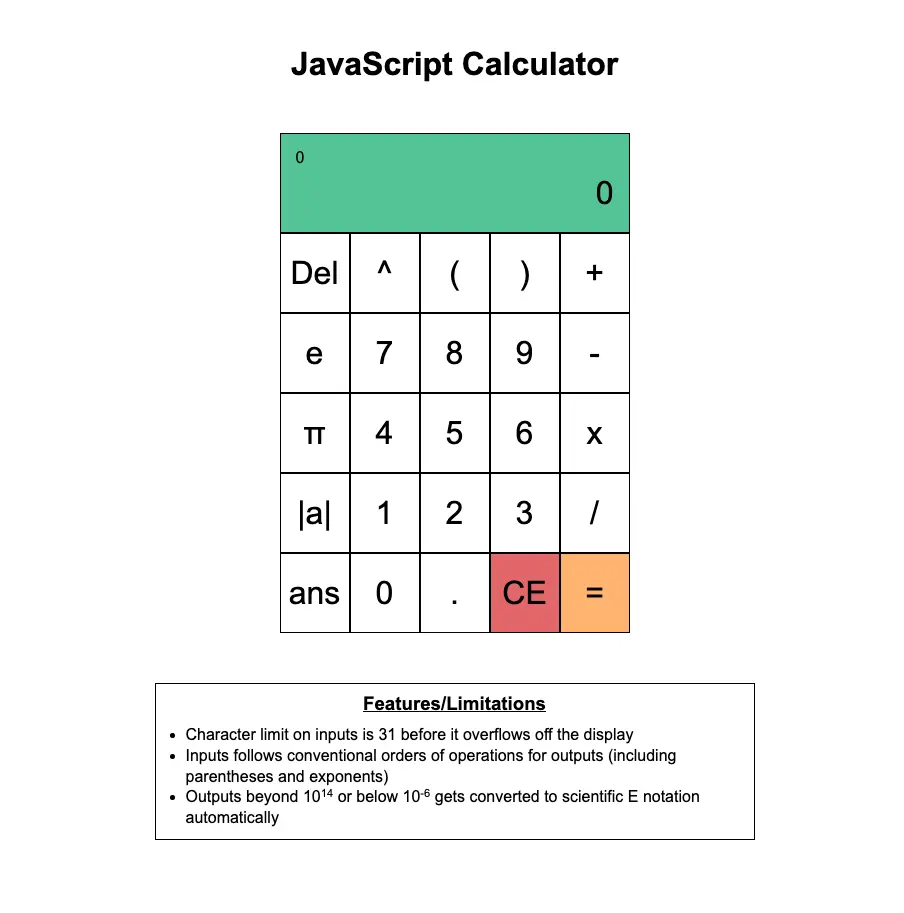 JavaScript Calculator
0
0
Del ^ ( ) +
e 7 8 9 -
π 4 5 6 x
|a| 1 2 3 /
ans 0 . CE =
Features/Limitations
• Character limit on inputs is 31 before it overflows off the display
• Inputs follows conventional orders of operations for outputs (including
parentheses and exponents)
• Outputs beyond 10¹⁴ or below 10⁻⁶ gets converted to scientific E notation
automatically